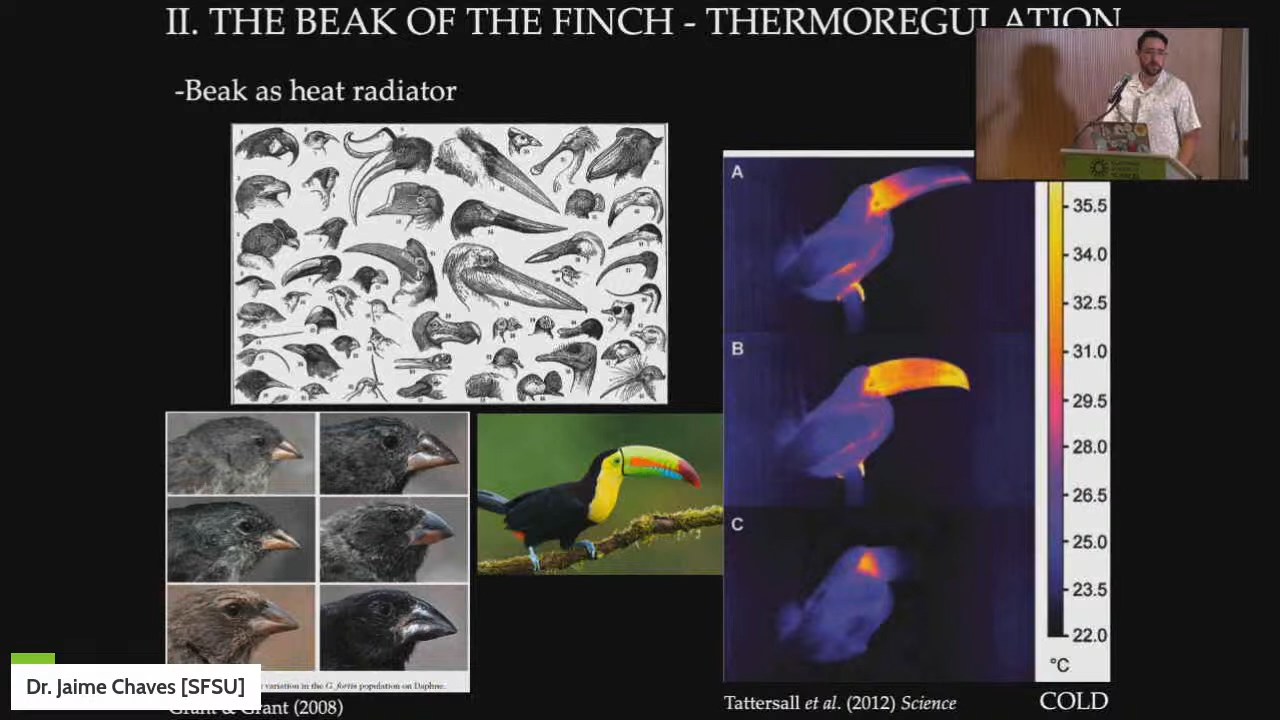 II. THE BEAK OF THE FINCH - THERMOREGULATION
-Beak as heat radiator
A
B
C
35.5
34.0
32.5
31.0
29.5
28.0
26.5
25.0
23.5
22.0
°C
variation in the G. fortis population on Daphne.
Grant & Grant (2008)
Tattersall et al. (2012) Science
COLD
Dr. Jaime Chaves [SFSU]